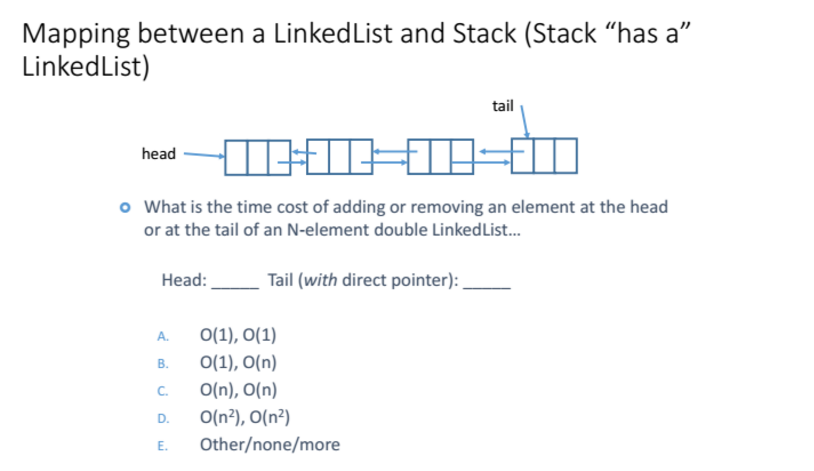 Mapping between a LinkedList and Stack (Stack “has a”
LinkedList)
tail
head
What is the time cost of adding or removing an element at the head
or at the tail of an N-element double LinkedList...
Head: _____ Tail (with direct pointer): _____
A. O(1), O(1)
B. O(1), O(n)
C. O(n), O(n)
D. O(n²), O(n²)
E. Other/none/more